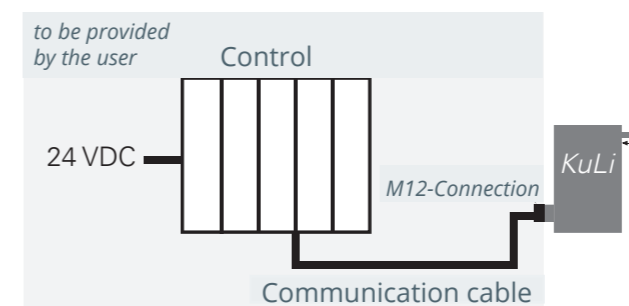 to be provided
by the user
Control
24 VDC
KuLi
M12-Connection
Communication cable